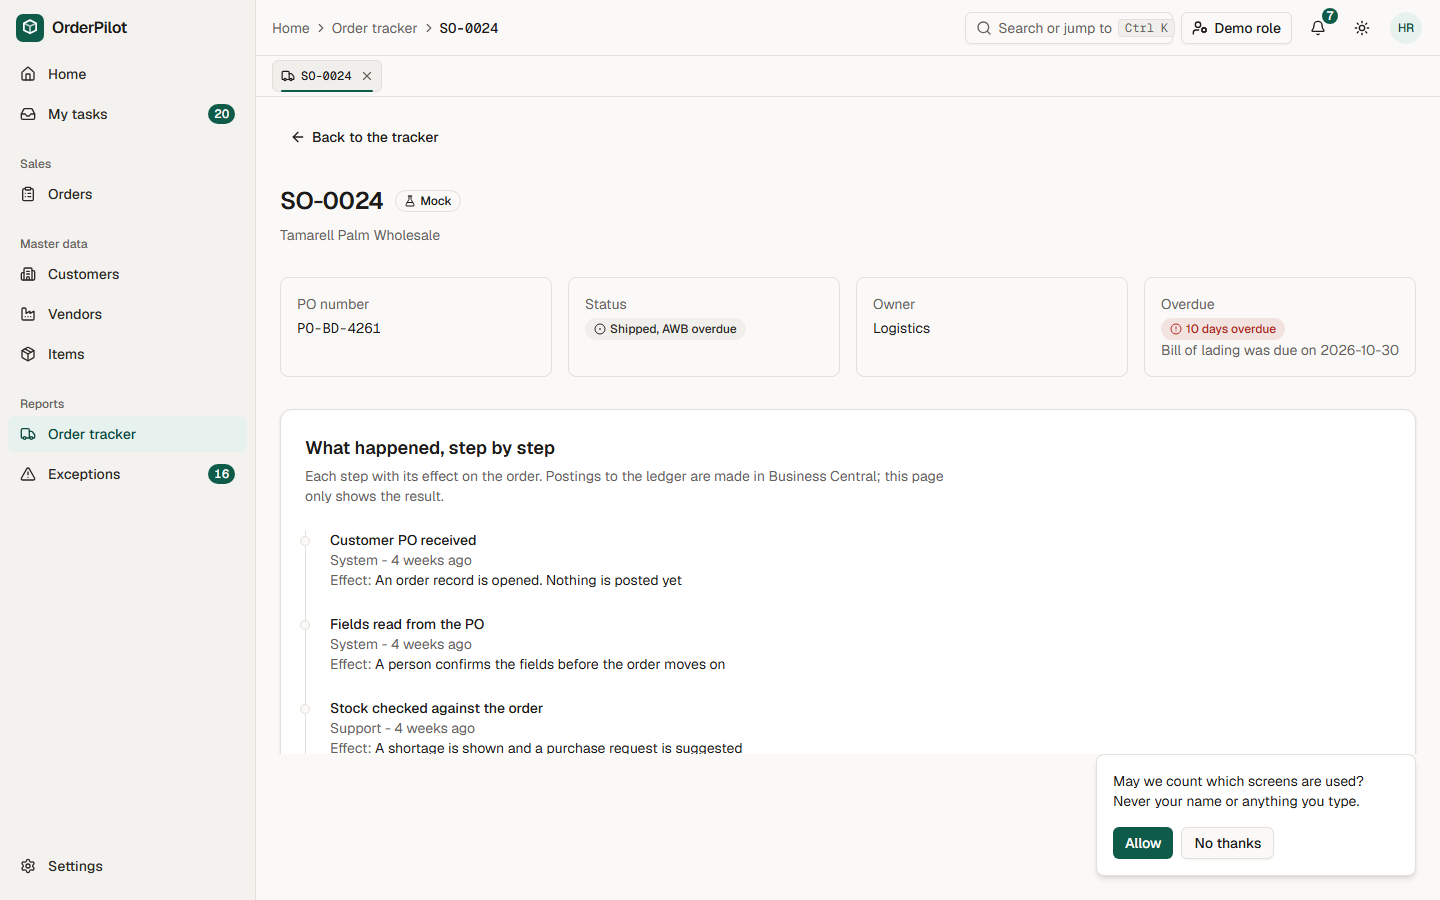 OrderPilot
Home
My tasks 20
Sales
Orders
Master data
Customers
Vendors
Items
Reports
Order tracker
Exceptions 16
Settings
Home > Order tracker > SO-0024
Search or jump to Ctrl K
Demo role
7
HR
SO-0024
Back to the tracker
SO-0024 Mock
Tamarell Palm Wholesale
PO number
PO-BD-4261
Status
Shipped, AWB overdue
Owner
Logistics
Overdue
10 days overdue
Bill of lading was due on 2026-10-30
What happened, step by step
Each step with its effect on the order. Postings to the ledger are made in Business Central; this page
only shows the result.
Customer PO received
System - 4 weeks ago
Effect: An order record is opened. Nothing is posted yet
Fields read from the PO
System - 4 weeks ago
Effect: A person confirms the fields before the order moves on
Stock checked against the order
Support - 4 weeks ago
Effect: A shortage is shown and a purchase request is suggested
May we count which screens are used?
Never your name or anything you type.
Allow
No thanks